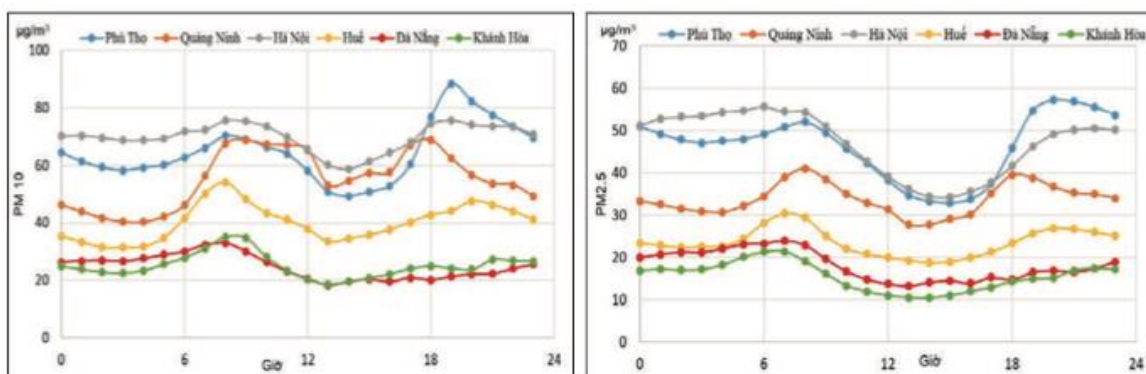 µg/m³
Phú Thọ Quảng Ninh Hà Nội Huế Đà Nẵng Khánh Hòa
100
80
60
40
20
0
PM 10
0 6 12 18 24
Giờ
µg/m³
Phú Thọ Quảng Ninh Hà Nội Huế Đà Nẵng Khánh Hòa
70
60
50
40
30
20
10
0
PM2.5
0 6 12 18 24
Giờ